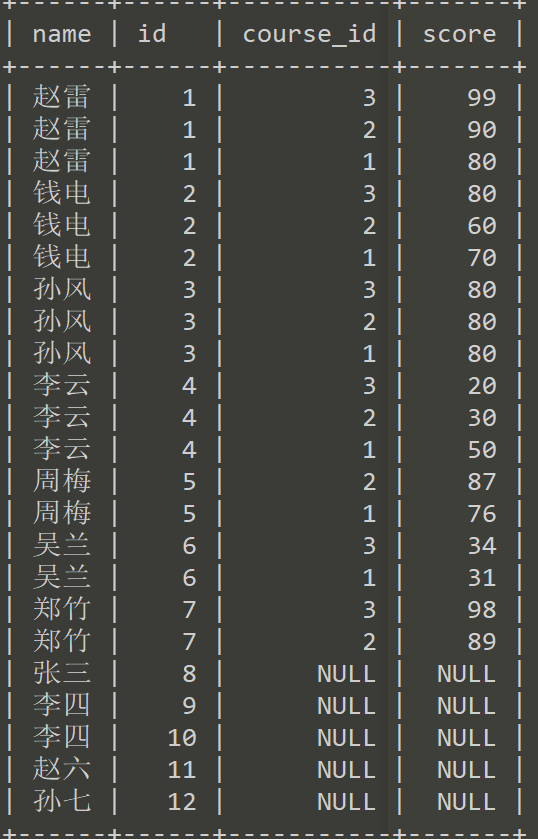 +------+------+-----------+-------+
| name | id   | course_id | score |
+------+------+-----------+-------+
| 赵雷 |    1 |         3 |    99 |
| 赵雷 |    1 |         2 |    90 |
| 赵雷 |    1 |         1 |    80 |
| 钱电 |    2 |         3 |    80 |
| 钱电 |    2 |         2 |    60 |
| 钱电 |    2 |         1 |    70 |
| 孙风 |    3 |         3 |    80 |
| 孙风 |    3 |         2 |    80 |
| 孙风 |    3 |         1 |    80 |
| 李云 |    4 |         3 |    20 |
| 李云 |    4 |         2 |    30 |
| 李云 |    4 |         1 |    50 |
| 周梅 |    5 |         2 |    87 |
| 周梅 |    5 |         1 |    76 |
| 吴兰 |    6 |         3 |    34 |
| 吴兰 |    6 |         1 |    31 |
| 郑竹 |    7 |         3 |    98 |
| 郑竹 |    7 |         2 |    89 |
| 张三 |    8 |      NULL |  NULL |
| 李四 |    9 |      NULL |  NULL |
| 李四 |   10 |      NULL |  NULL |
| 赵六 |   11 |      NULL |  NULL |
| 孙七 |   12 |      NULL |  NULL |
+------+------+-----------+-------+